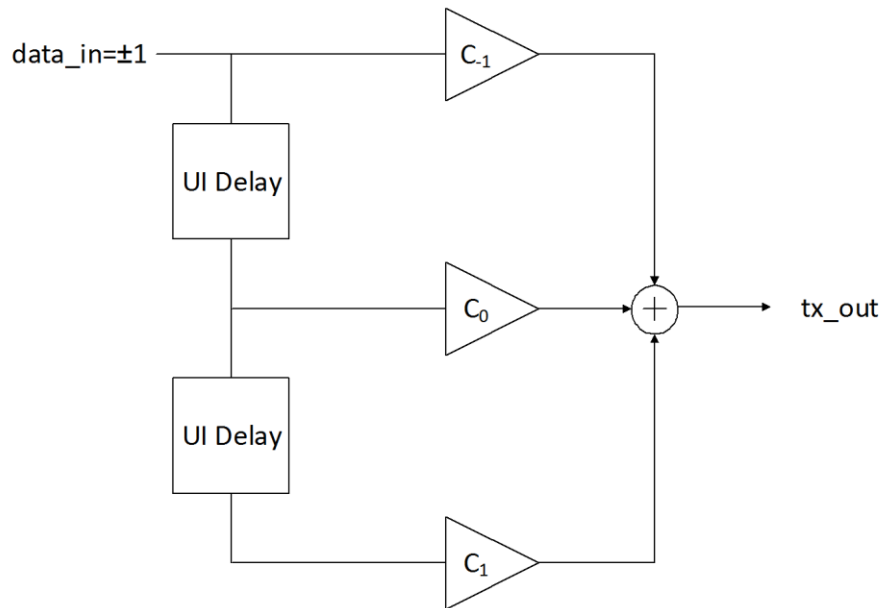 data_in=±1
C₋₁
UI Delay
C₀
+
tx_out
UI Delay
C₁